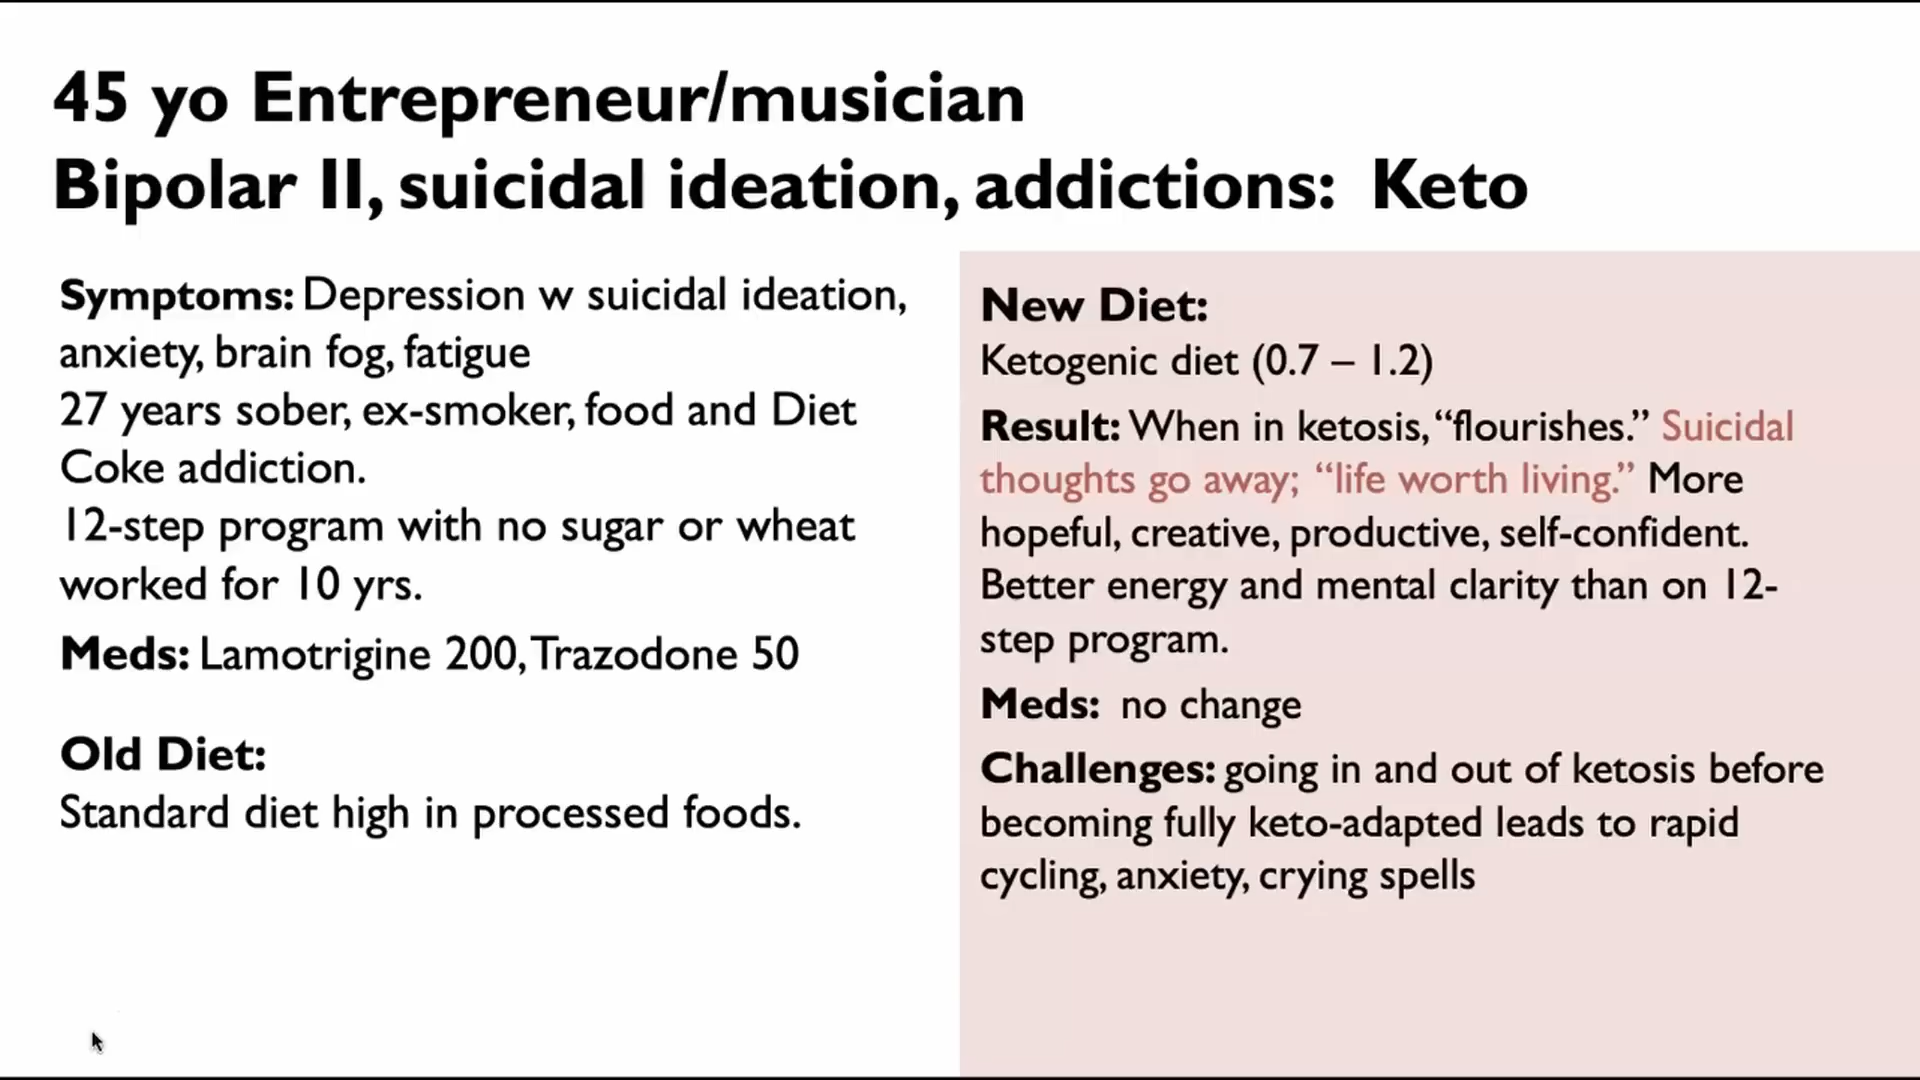 45 yo Entrepreneur/musician
Bipolar II, suicidal ideation, addictions: Keto
Symptoms: Depression w suicidal ideation,
anxiety, brain fog, fatigue
27 years sober, ex-smoker, food and Diet
Coke addiction.
12-step program with no sugar or wheat
worked for 10 yrs.
Meds: Lamotrigine 200, Trazodone 50
Old Diet:
Standard diet high in processed foods.
New Diet:
Ketogenic diet (0.7 – 1.2)
Result: When in ketosis, “flourishes.” Suicidal
thoughts go away; “life worth living.” More
hopeful, creative, productive, self-confident.
Better energy and mental clarity than on 12-
step program.
Meds: no change
Challenges: going in and out of ketosis before
becoming fully keto-adapted leads to rapid
cycling, anxiety, crying spells